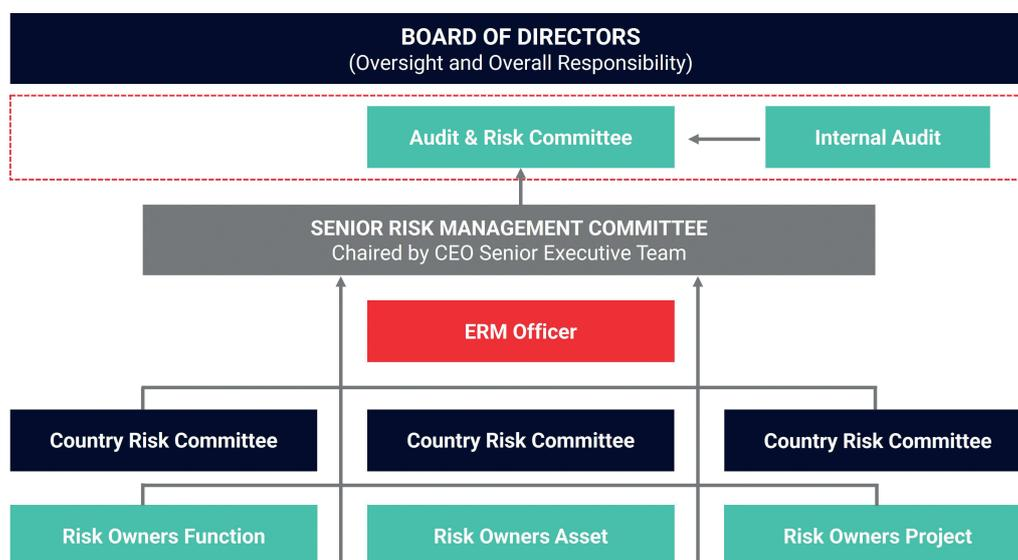 BOARD OF DIRECTORS
(Oversight and Overall Responsibility)
Audit & Risk Committee
Internal Audit
SENIOR RISK MANAGEMENT COMMITTEE
Chaired by CEO Senior Executive Team
ERM Officer
Country Risk Committee
Country Risk Committee
Country Risk Committee
Risk Owners Function
Risk Owners Asset
Risk Owners Project